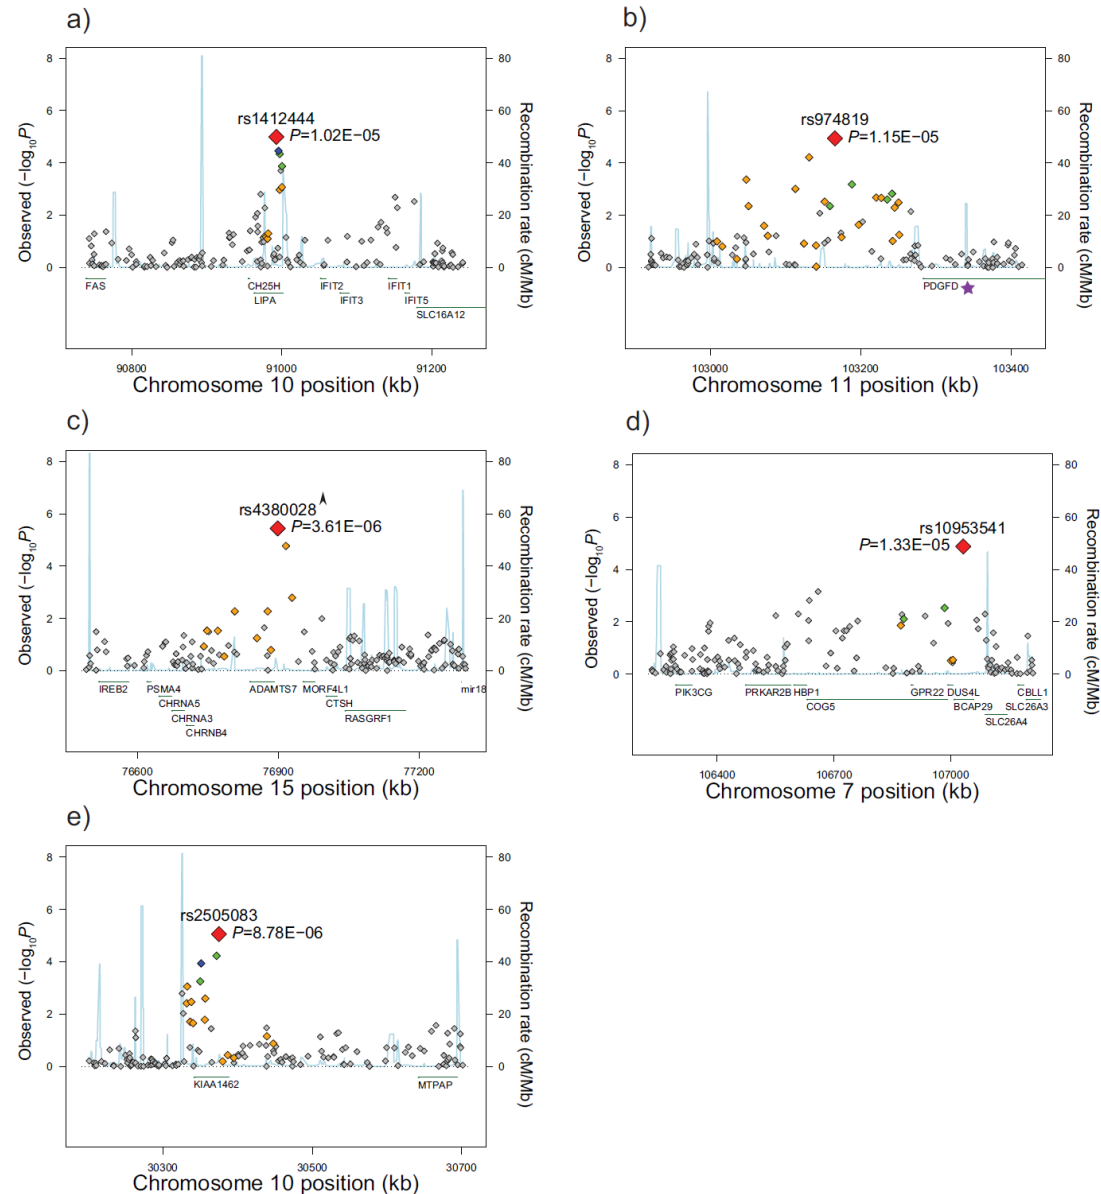 a)
8
6
4
2
0
Observed (−log10P)
80
60
40
20
0
Recombination rate (cM/Mb)
rs1412444
P=1.02E−05
FAS
CH25H
LIPA
IFIT2
IFIT3
IFIT1
IFIT5
SLC16A12
90800
91000
91200
Chromosome 10 position (kb)
b)
8
6
4
2
0
Observed (−log10P)
80
60
40
20
0
Recombination rate (cM/Mb)
rs974819
P=1.15E−05
PDGFD
103000
103200
103400
Chromosome 11 position (kb)
c)
8
6
4
2
0
Observed (−log10P)
80
60
40
20
0
Recombination rate (cM/Mb)
rs4380028
P=3.61E−06
IREB2
PSMA4
CHRNA5
CHRNA3
CHRNB4
ADAMTS7
MORF4L1
CTSH
RASGRF1
mir18
76600
76900
77200
Chromosome 15 position (kb)
d)
8
6
4
2
0
Observed (−log10P)
80
60
40
20
0
Recombination rate (cM/Mb)
rs10953541
P=1.33E−05
PIK3CG
PRKAR2B
HBP1
COG5
GPR22
DUS4L
BCAP29
SLC26A4
CBLL1
SLC26A3
106400
106700
107000
Chromosome 7 position (kb)
e)
8
6
4
2
0
Observed (−log10P)
80
60
40
20
0
Recombination rate (cM/Mb)
rs2505083
P=8.78E−06
KIAA1462
MTPAP
30300
30500
30700
Chromosome 10 position (kb)